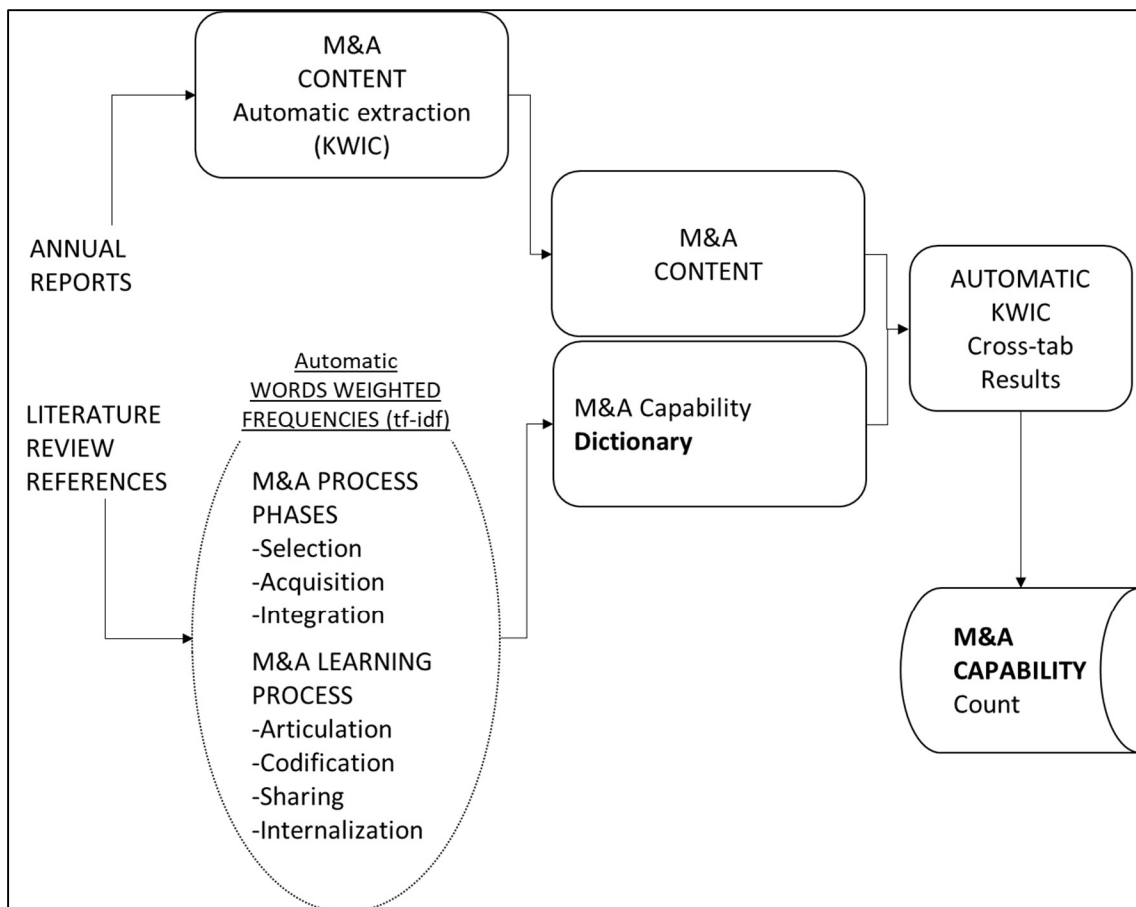 M&A
CONTENT
Automatic extraction
(KWIC)
ANNUAL
REPORTS
M&A
CONTENT
AUTOMATIC
KWIC
Cross-tab
Results
LITERATURE
REVIEW
REFERENCES
Automatic
WORDS WEIGHTED
FREQUENCIES (tf-idf)
M&A PROCESS
PHASES
-Selection
-Acquisition
-Integration
M&A LEARNING
PROCESS
-Articulation
-Codification
-Sharing
-Internalization
M&A Capability
Dictionary
M&A
CAPABILITY
Count